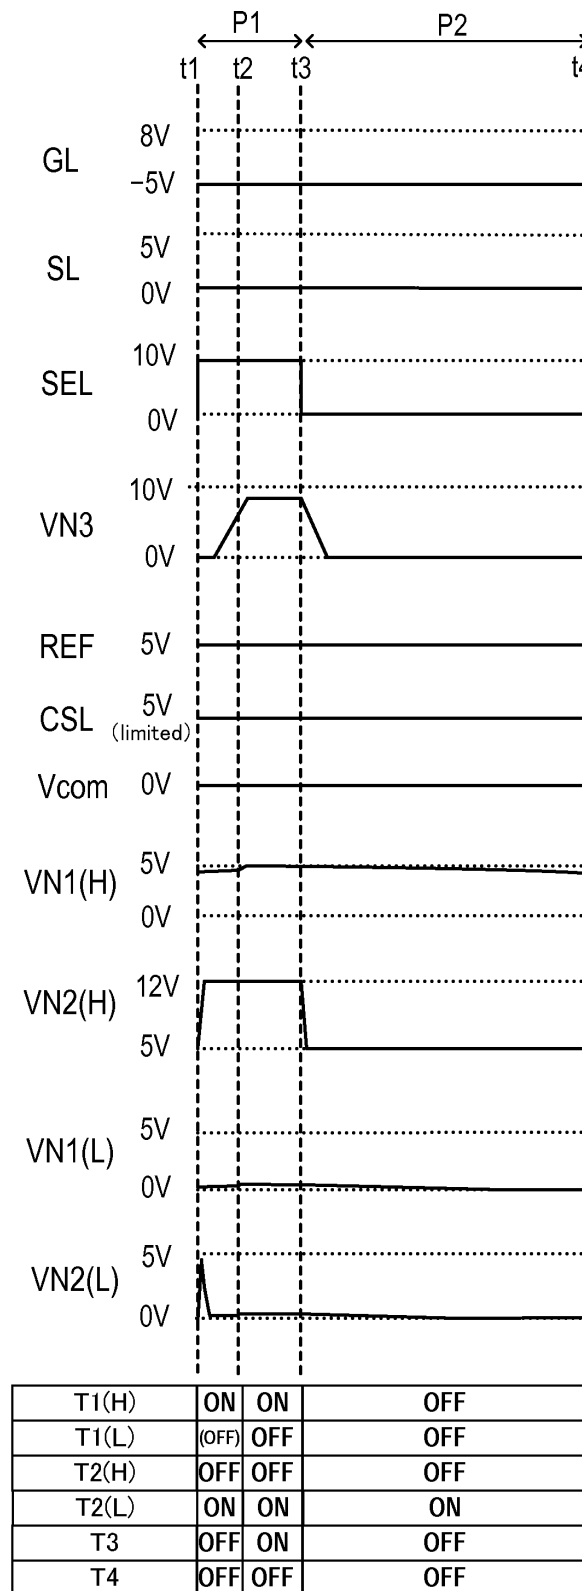 P1 P2
t1 t2 t3 t4
8V
GL
−5V
5V
SL
0V
10V
SEL
0V
10V
VN3
0V
REF 5V
5V
CSL
(limited)
Vcom 0V
5V
VN1(H)
0V
12V
VN2(H)
5V
5V
VN1(L)
0V
5V
VN2(L)
0V
T1(H) ON ON OFF
T1(L) (OFF) OFF OFF
T2(H) OFF OFF OFF
T2(L) ON ON ON
T3 OFF ON OFF
T4 OFF OFF OFF